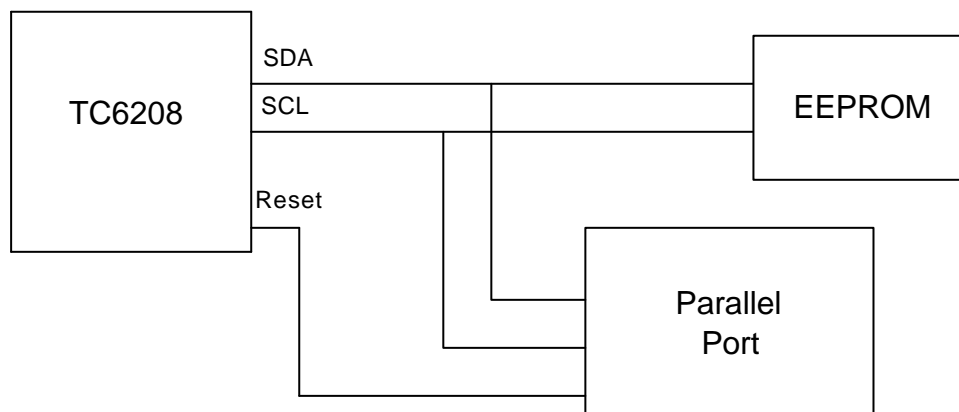 SDA
TC6208
SCL
EEPROM
Reset
Parallel
Port